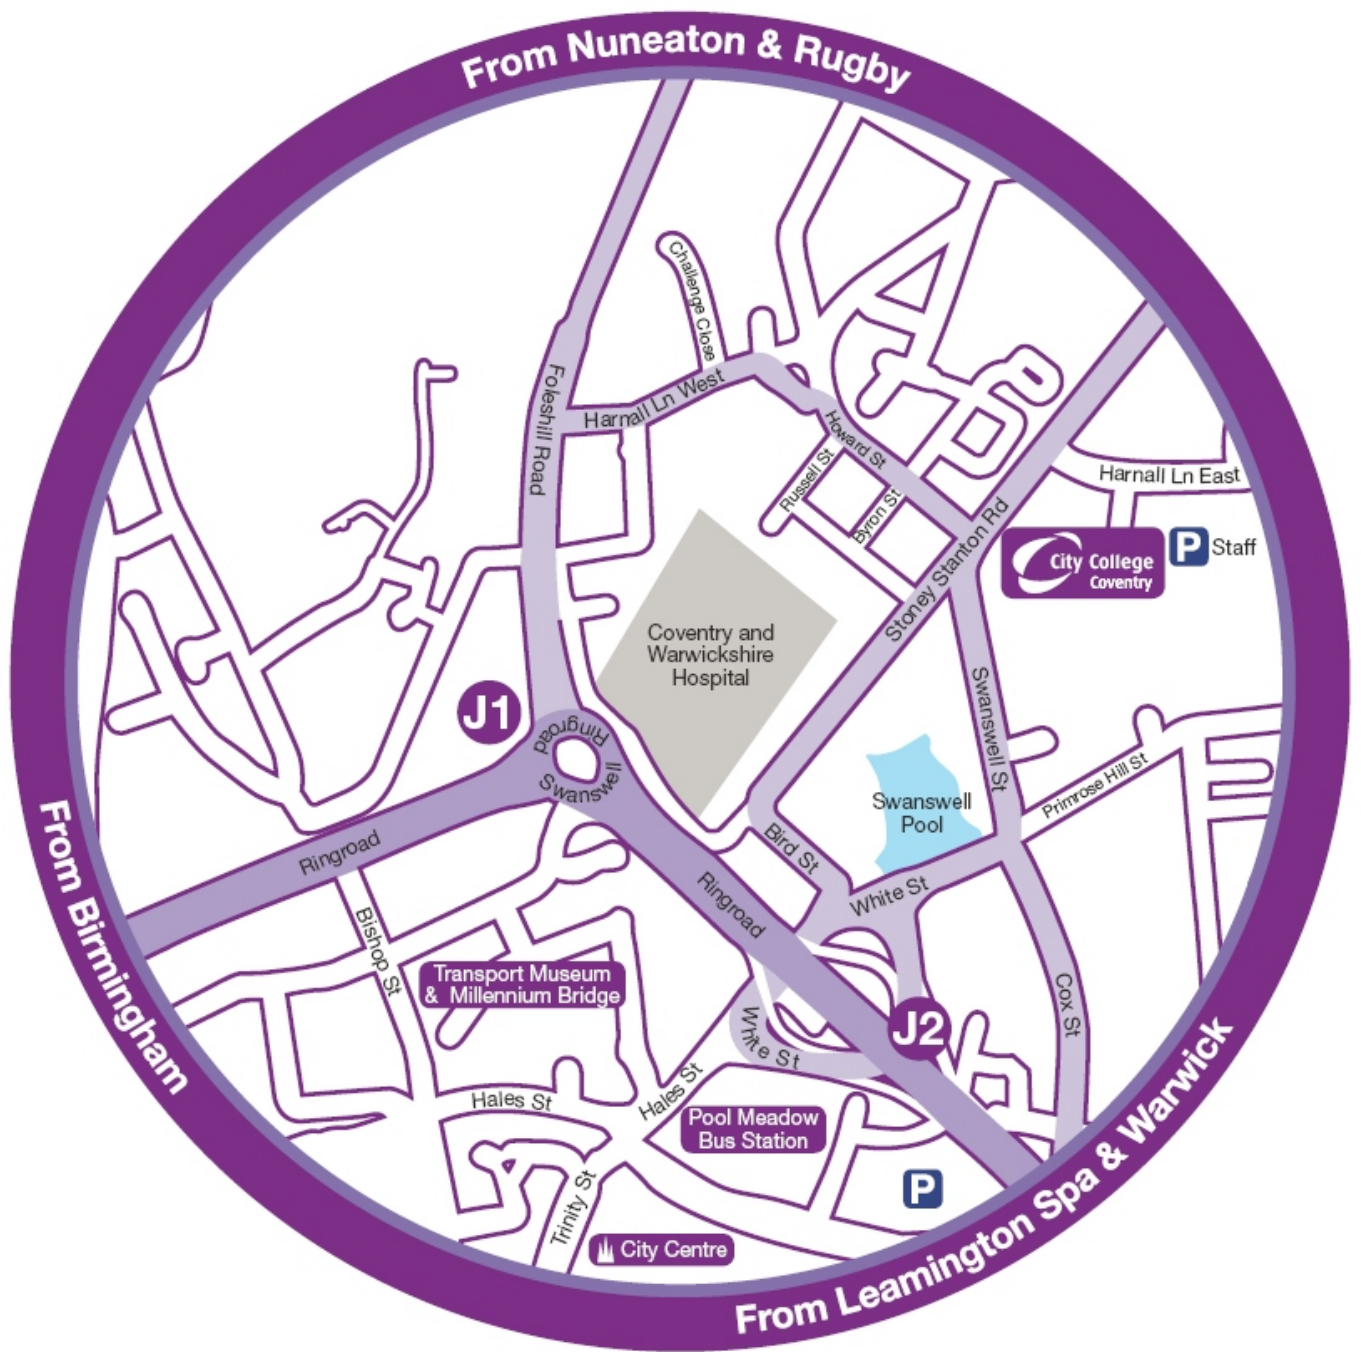 From Nuneaton & Rugby
Challenge Close
Foleshill Road
Harnall Ln West
Howard St
Russell St
Byron St
Harnall Ln East
Stoney Stanton Rd
City College
Coventry
P
Staff
Coventry and
Warwickshire
Hospital
Swanswell St
J1
Ringroad
Swanswell
Primrose Hill St
Swanswell
Pool
Bird St
Ringroad
White St
Ringroad
Bishop St
Transport Museum
& Millennium Bridge
Cox St
J2
White St
Hales St
Hales St
Pool Meadow
Bus Station
P
Trinity St
City Centre
From Birmingham
From Leamington Spa & Warwick